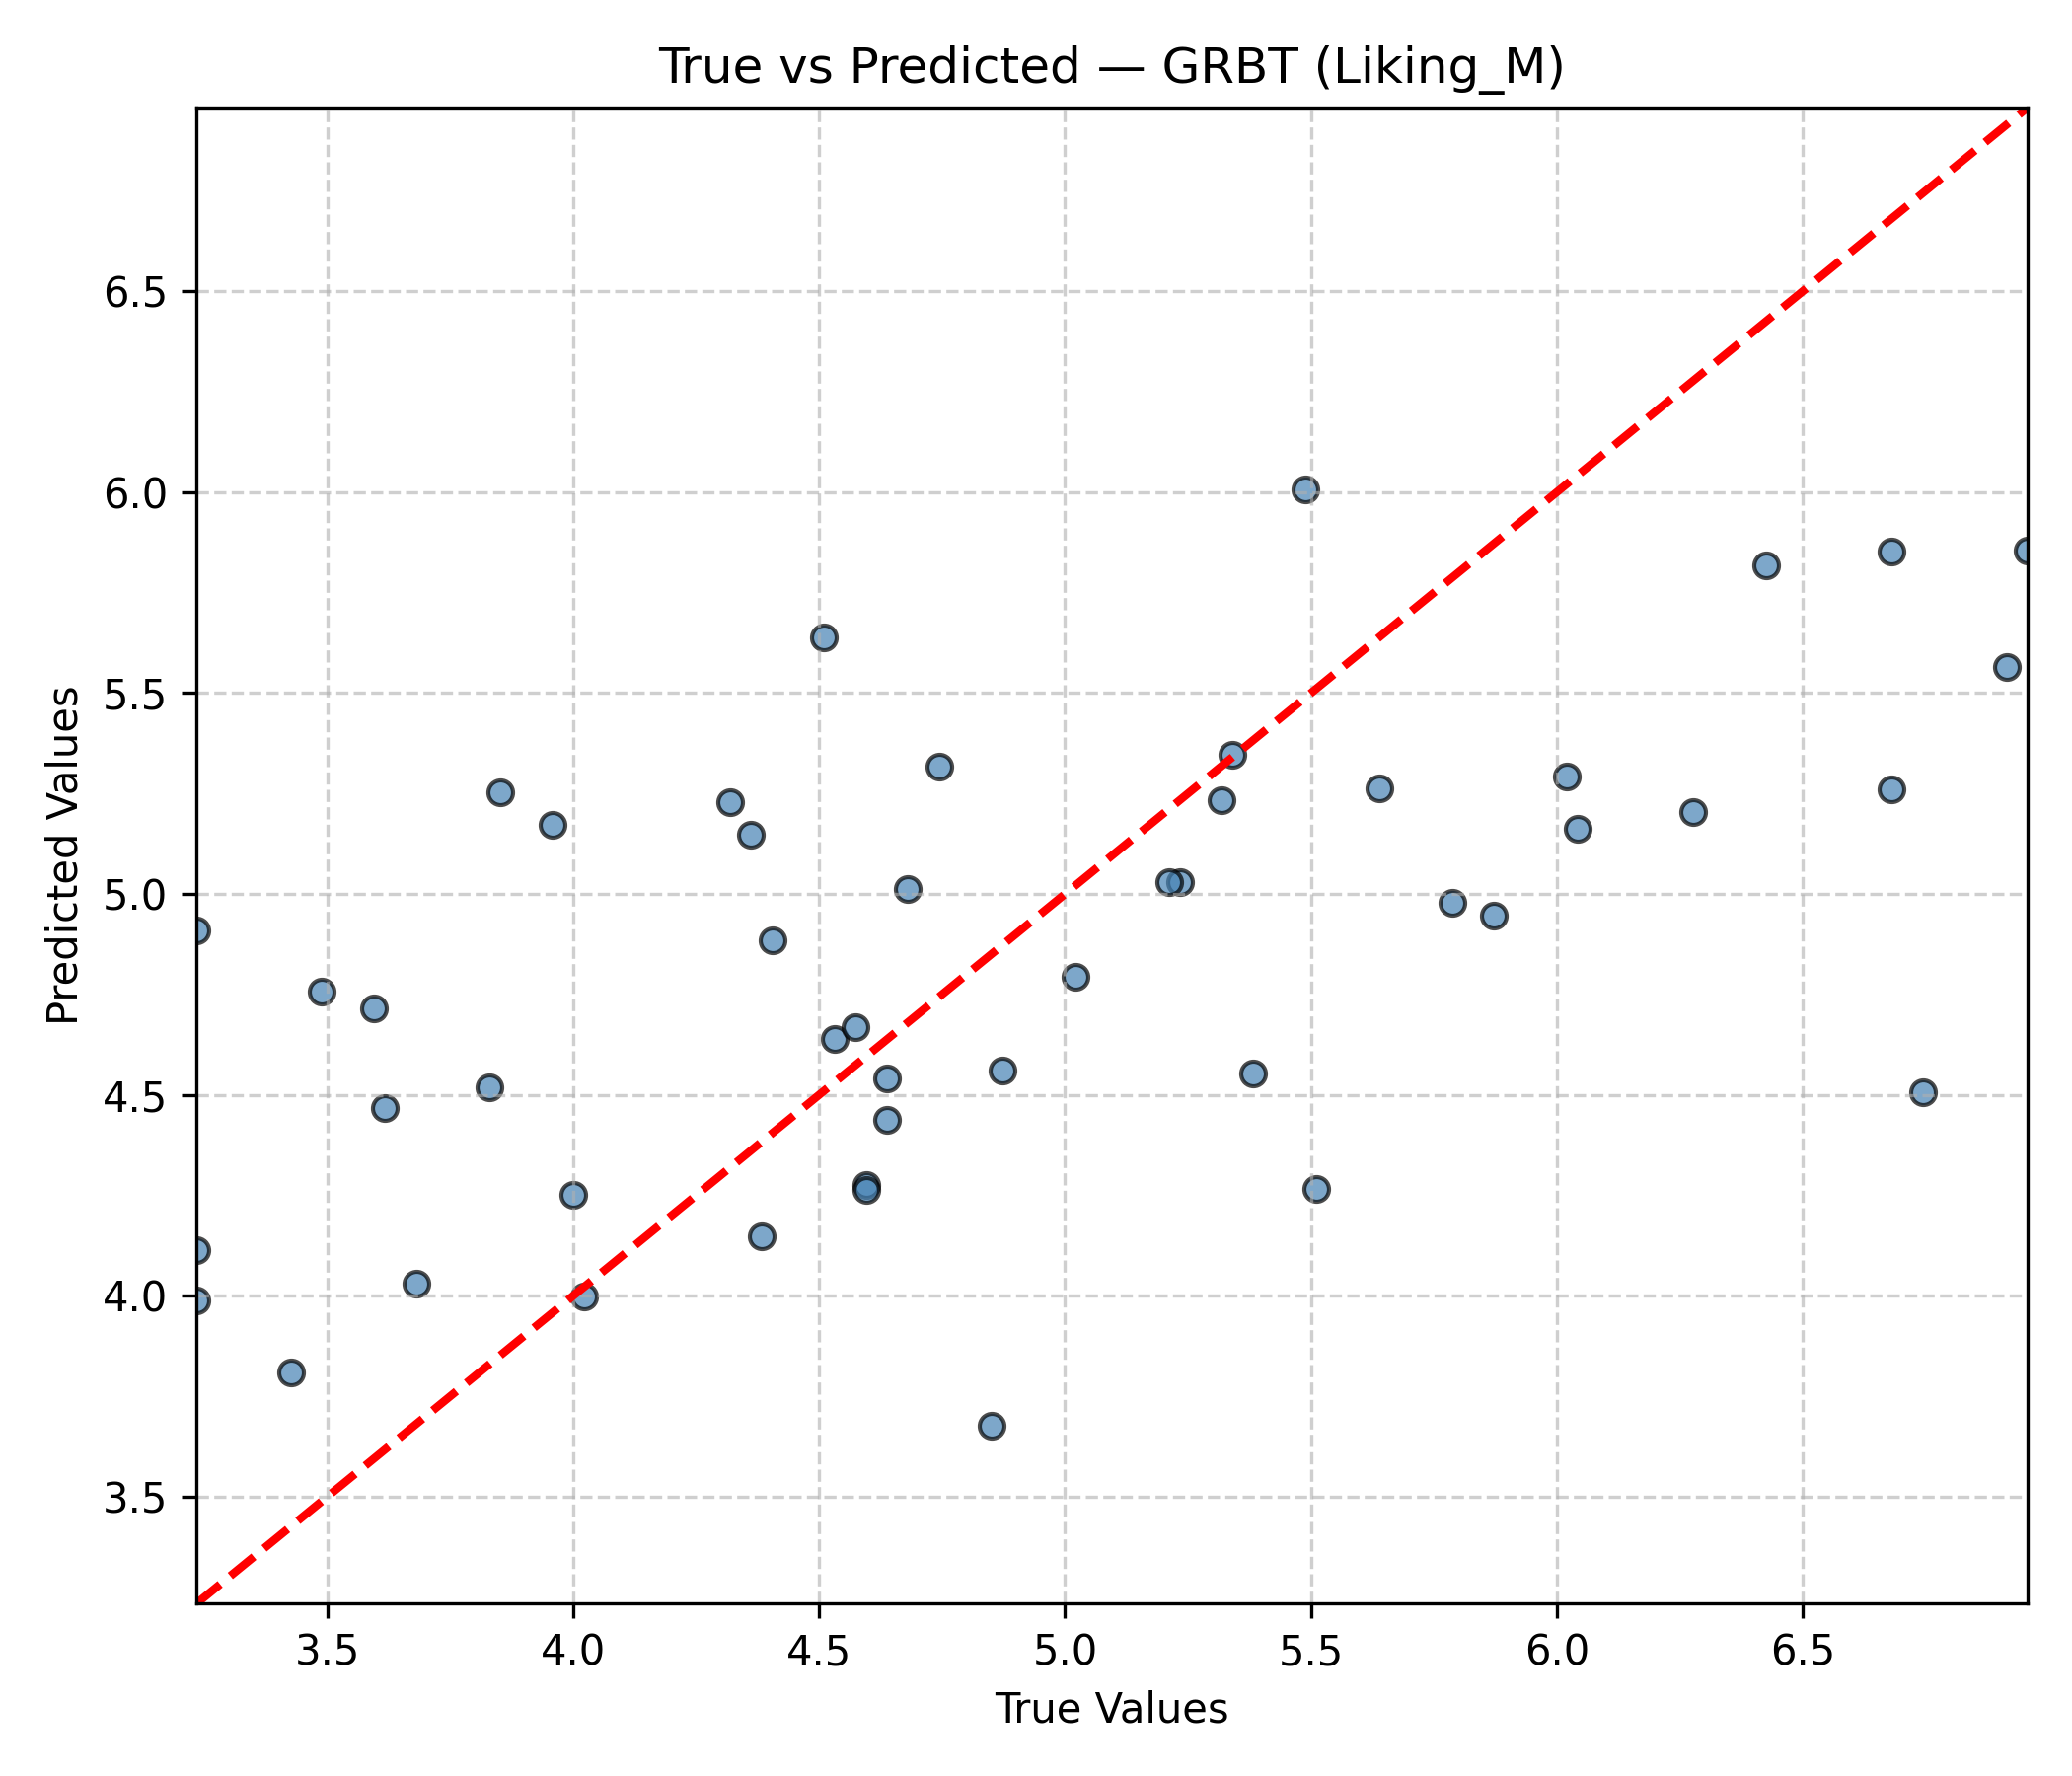 True vs Predicted — GRBT (Liking_M)
Predicted Values
6.5
6.0
5.5
5.0
4.5
4.0
3.5
3.5 4.0 4.5 5.0 5.5 6.0 6.5
True Values